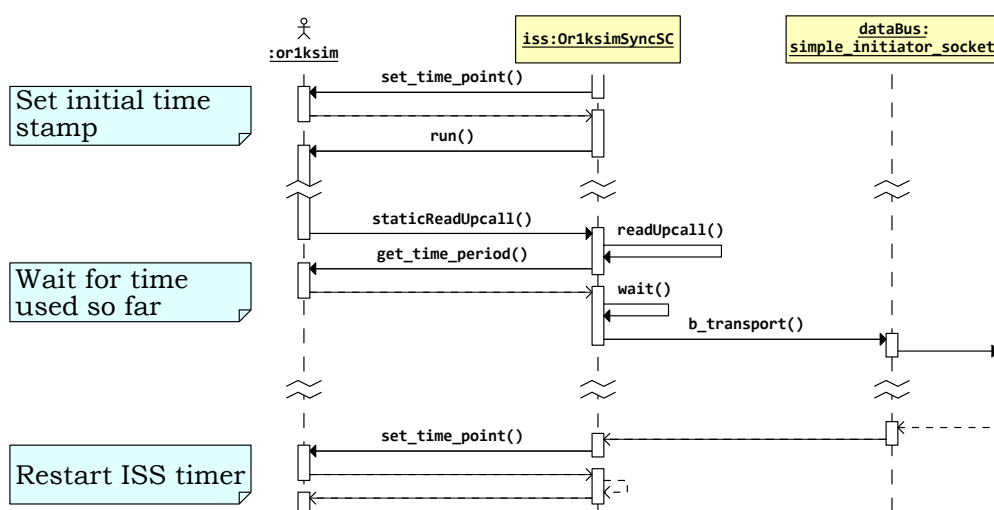 :or1ksim
iss:Or1ksimSyncSC
dataBus:
simple_initiator_socket
set_time_point()
Set initial time
stamp
run()
staticReadUpcall()
readUpcall()
get_time_period()
Wait for time
used so far
wait()
b_transport()
set_time_point()
Restart ISS timer